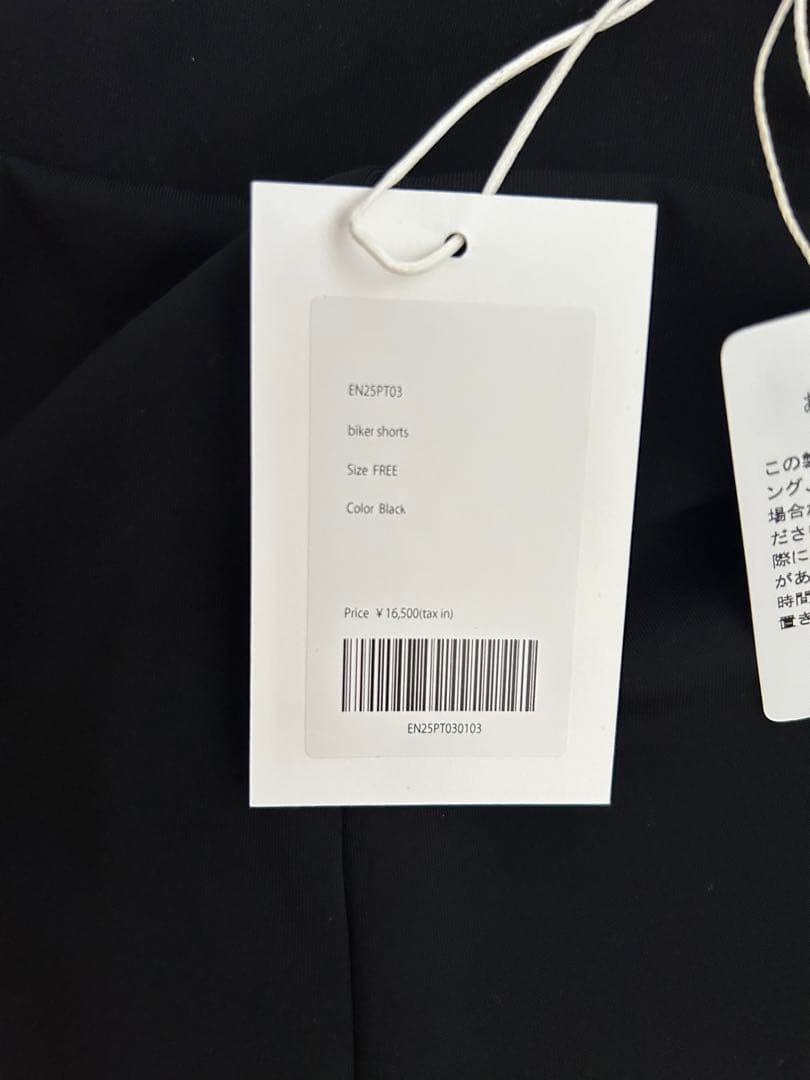 EN25PT03
biker shorts
Size FREE
Color Black
Price ¥16,500(tax in)
EN25PT030103
この
ング、
場合
ださ
際に
があ
時間
置き